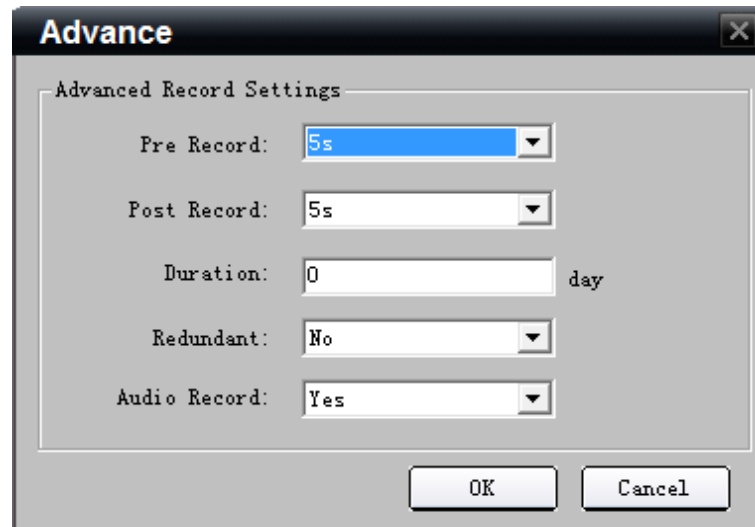 Advance
Advanced Record Settings
Pre Record: 5s
Post Record: 5s
Duration: 0 day
Redundant: No
Audio Record: Yes
OK Cancel